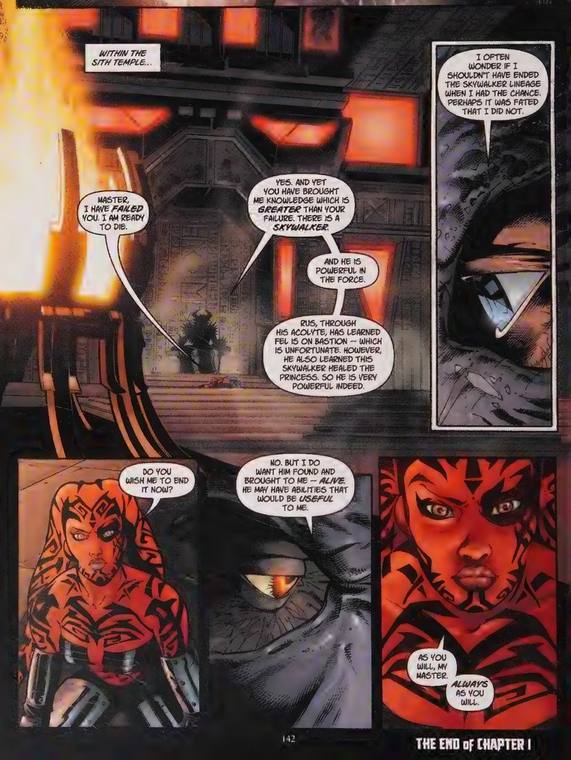 WITHIN THE
SITH TEMPLE...
MASTER,
I HAVE FAILED
YOU. I AM READY
TO DIE.
YES. AND YET
YOU HAVE BROUGHT
ME KNOWLEDGE WHICH IS
GREATER THAN YOUR
FAILURE. THERE IS A
SKYWALKER.
AND HE IS
POWERFUL IN
THE FORCE.
RUS, THROUGH
HIS ACOLYTE, HAS LEARNED
FEL IS ON BASTION — WHICH
IS UNFORTUNATE. HOWEVER,
HE ALSO LEARNED THIS
SKYWALKER HEALED THE
PRINCESS. SO HE IS VERY
POWERFUL INDEED.
I OFTEN
WONDER IF I
SHOULDN'T HAVE ENDED
THE SKYWALKER LINEAGE
WHEN I HAD THE CHANCE.
PERHAPS IT WAS FATED
THAT I DID NOT.
DO YOU
WISH ME TO END
IT NOW?
NO. BUT I DO
WANT HIM FOUND AND
BROUGHT TO ME — ALIVE.
HE MAY HAVE ABILITIES THAT
WOULD BE USEFUL
TO ME.
AS YOU
WILL, MY
MASTER.
ALWAYS
AS YOU
WILL.
142
THE END of CHAPTER 1